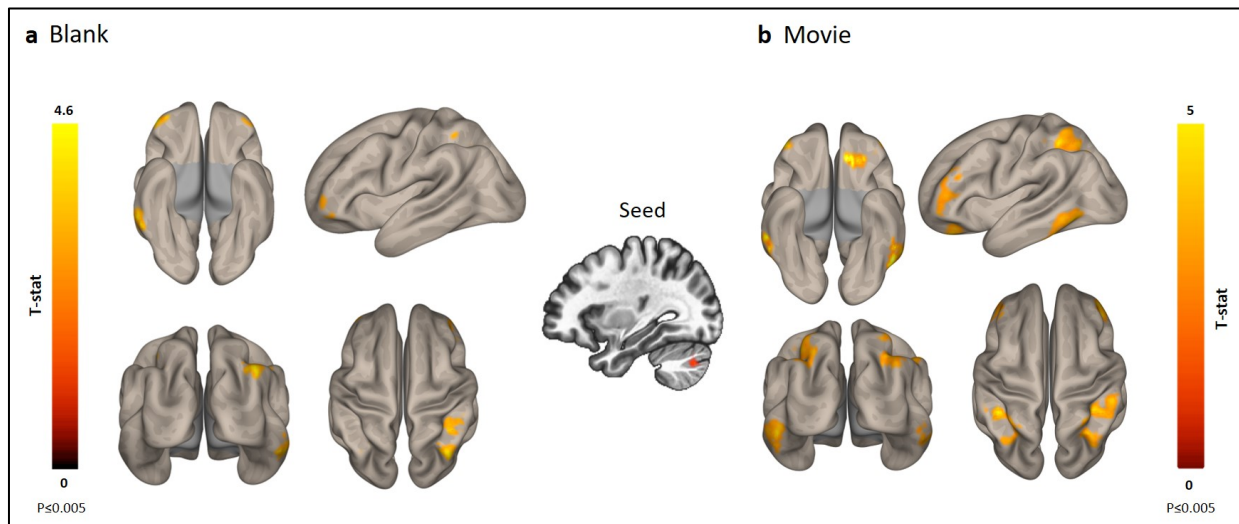 a Blank
4.6
T-stat
0
P≤0.005
Seed
b Movie
5
T-stat
0
P≤0.005